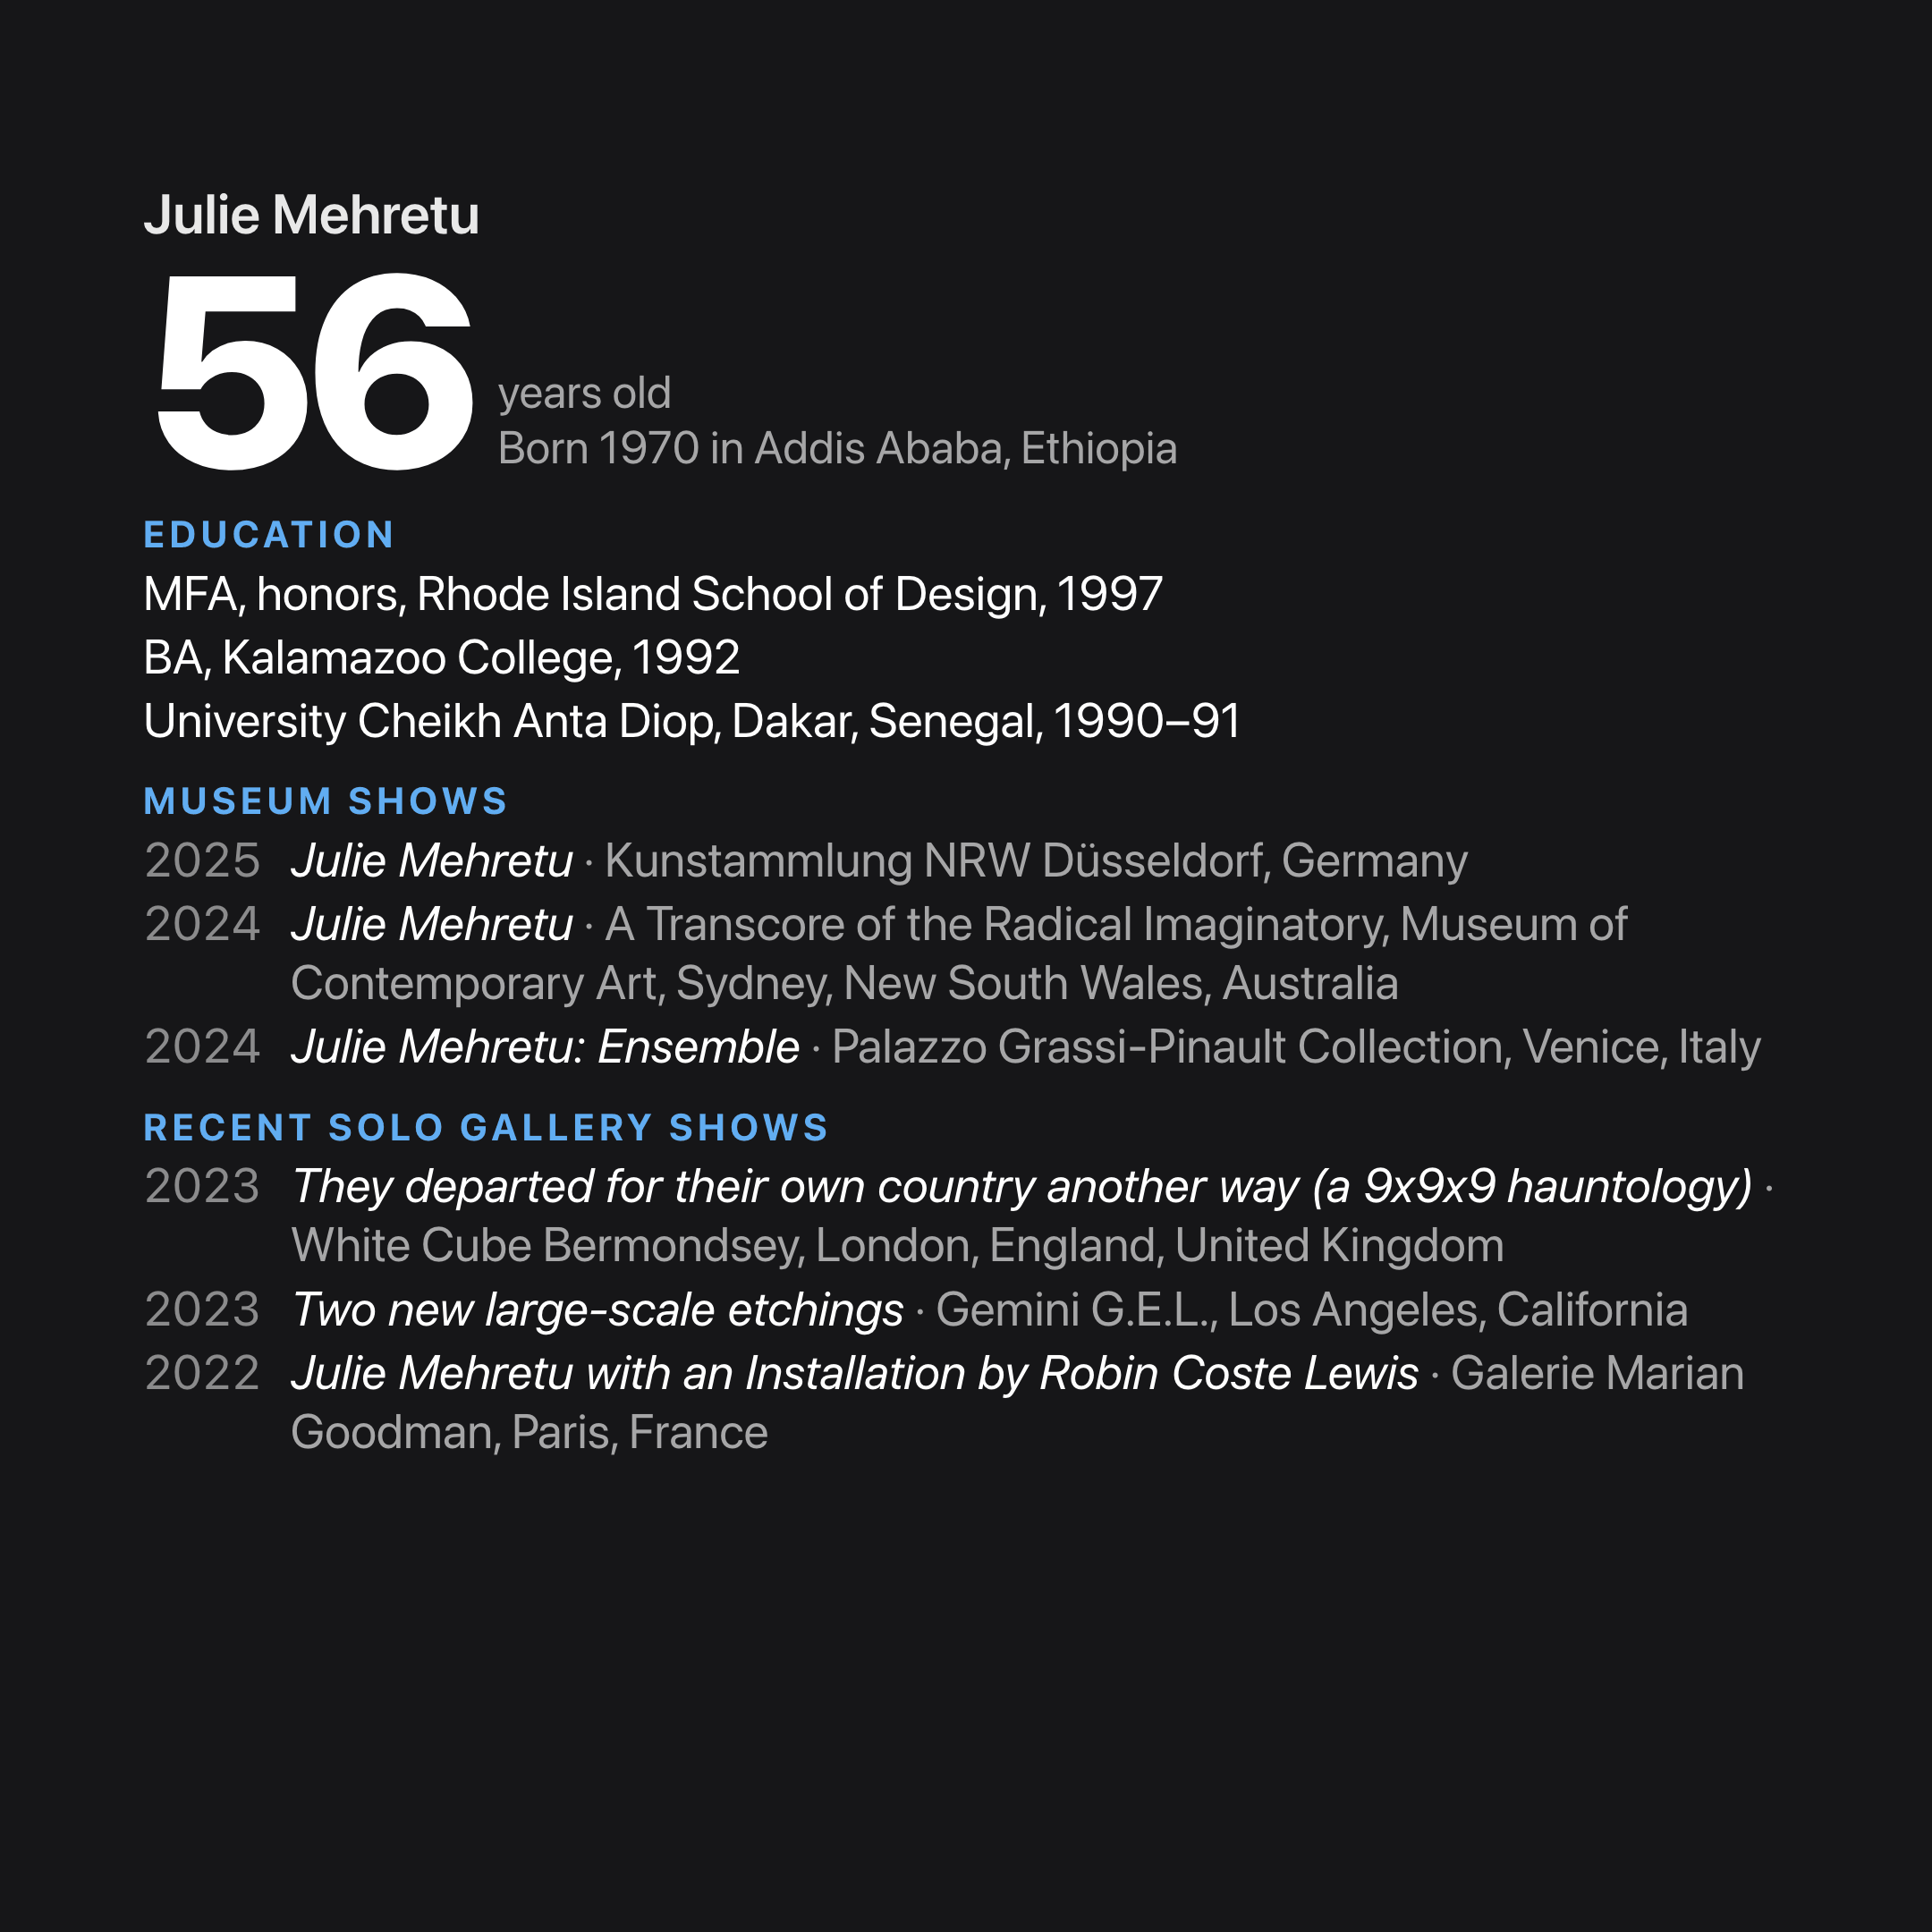 Julie Mehretu
56 years old
Born 1970 in Addis Ababa, Ethiopia
EDUCATION
MFA, honors, Rhode Island School of Design, 1997
BA, Kalamazoo College, 1992
University Cheikh Anta Diop, Dakar, Senegal, 1990–91
MUSEUM SHOWS
2025 Julie Mehretu · Kunstammlung NRW Düsseldorf, Germany
2024 Julie Mehretu · A Transcore of the Radical Imaginatory, Museum of
Contemporary Art, Sydney, New South Wales, Australia
2024 Julie Mehretu: Ensemble · Palazzo Grassi-Pinault Collection, Venice, Italy
RECENT SOLO GALLERY SHOWS
2023 They departed for their own country another way (a 9x9x9 hauntology) ·
White Cube Bermondsey, London, England, United Kingdom
2023 Two new large-scale etchings · Gemini G.E.L., Los Angeles, California
2022 Julie Mehretu with an Installation by Robin Coste Lewis · Galerie Marian
Goodman, Paris, France